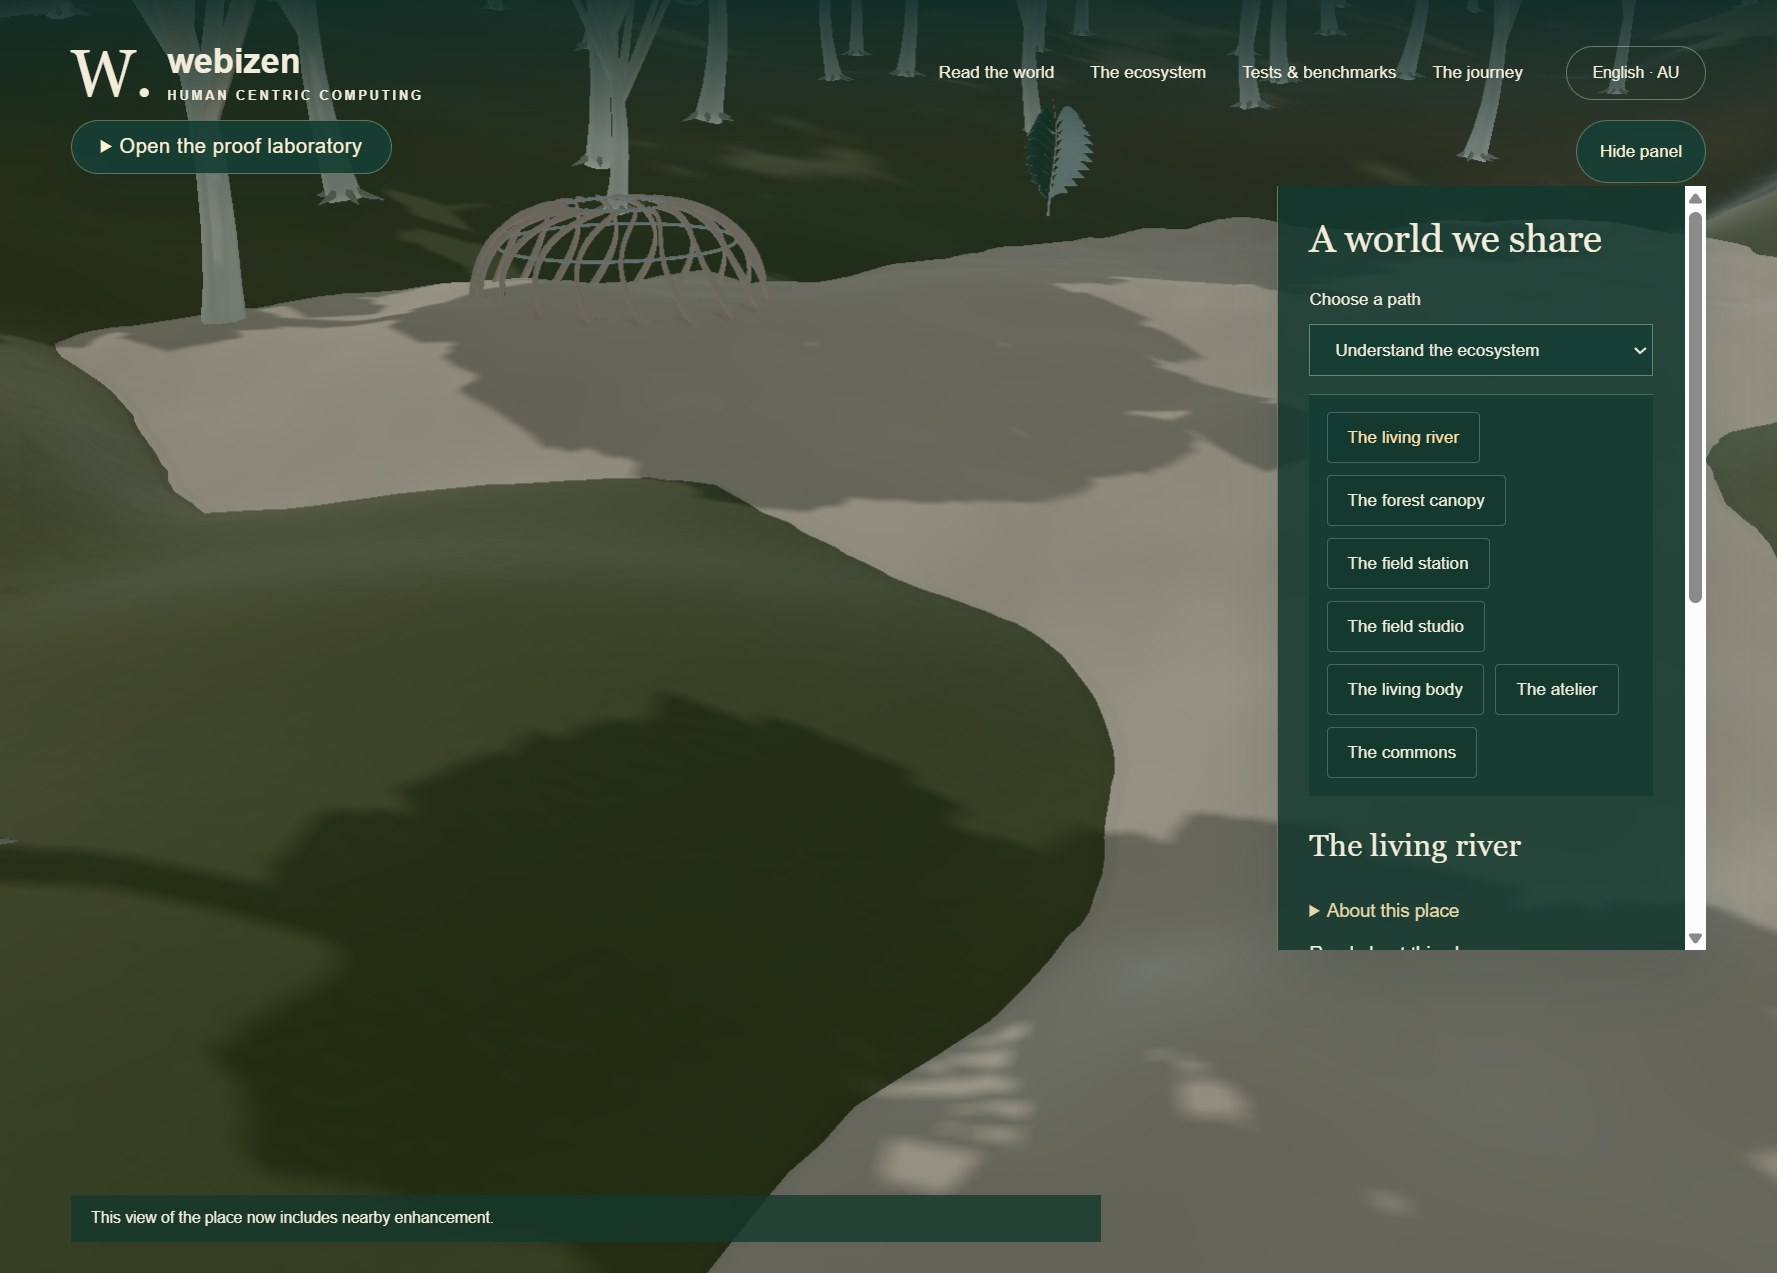 W.
webizen
HUMAN CENTRIC COMPUTING
Read the world
The ecosystem
Tests & benchmarks
The journey
English · AU
Open the proof laboratory
Hide panel
A world we share
Choose a path
Understand the ecosystem
The living river
The forest canopy
The field station
The field studio
The living body
The atelier
The commons
The living river
About this place
This view of the place now includes nearby enhancement.